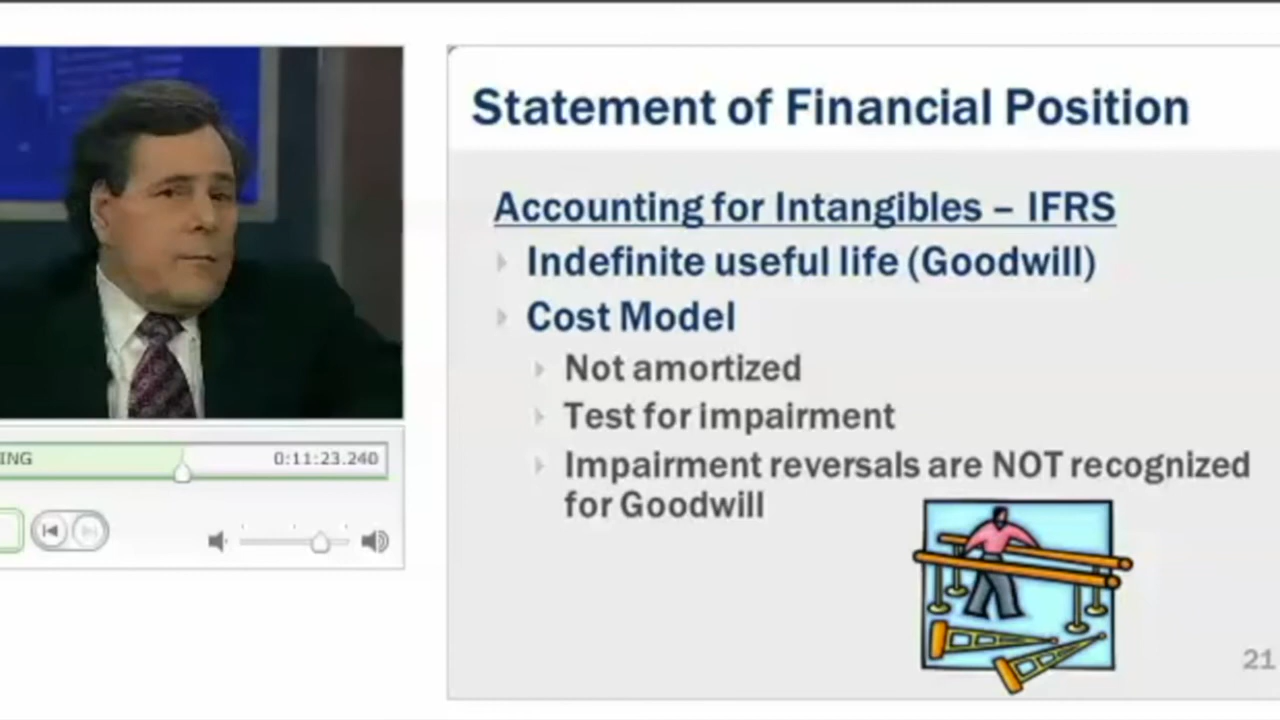 Statement of Financial Position
Accounting for Intangibles – IFRS
Indefinite useful life (Goodwill)
Cost Model
Not amortized
Test for impairment
Impairment reversals are NOT recognized
for Goodwill
ING
0:11:23.240
21